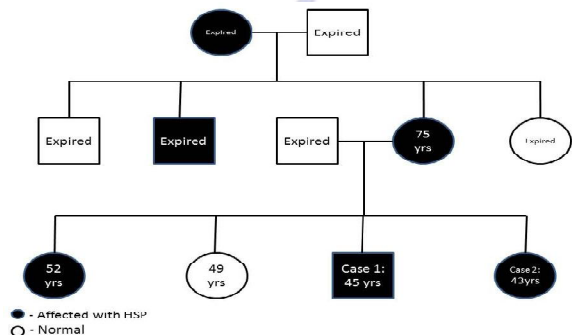 Expired
Expired
Expired
Expired
Expired
75
yrs
Expired
52
yrs
49
yrs
Case 1:
45 yrs
Case 2:
43yrs
- Affected with HSP
- Normal